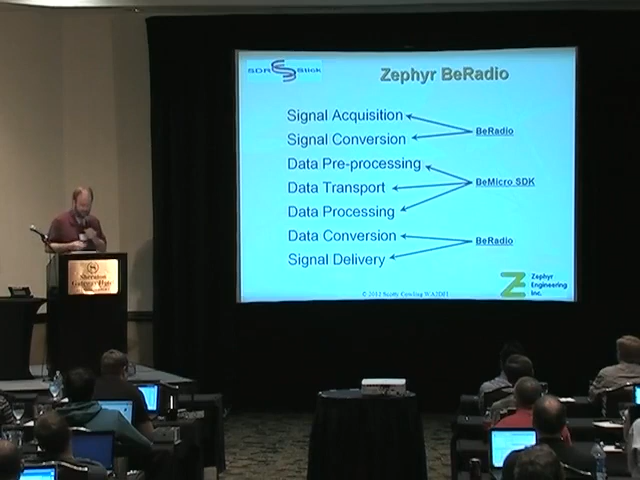 SDR Stick
Zephyr BeRadio
Signal Acquisition
Signal Conversion
BeRadio
Data Pre-processing
Data Transport
BeMicro SDK
Data Processing
Data Conversion
BeRadio
Signal Delivery
Zephyr
Engineering
Inc.
© 2012 Scotty Cowling WA2DFI
Sheraton